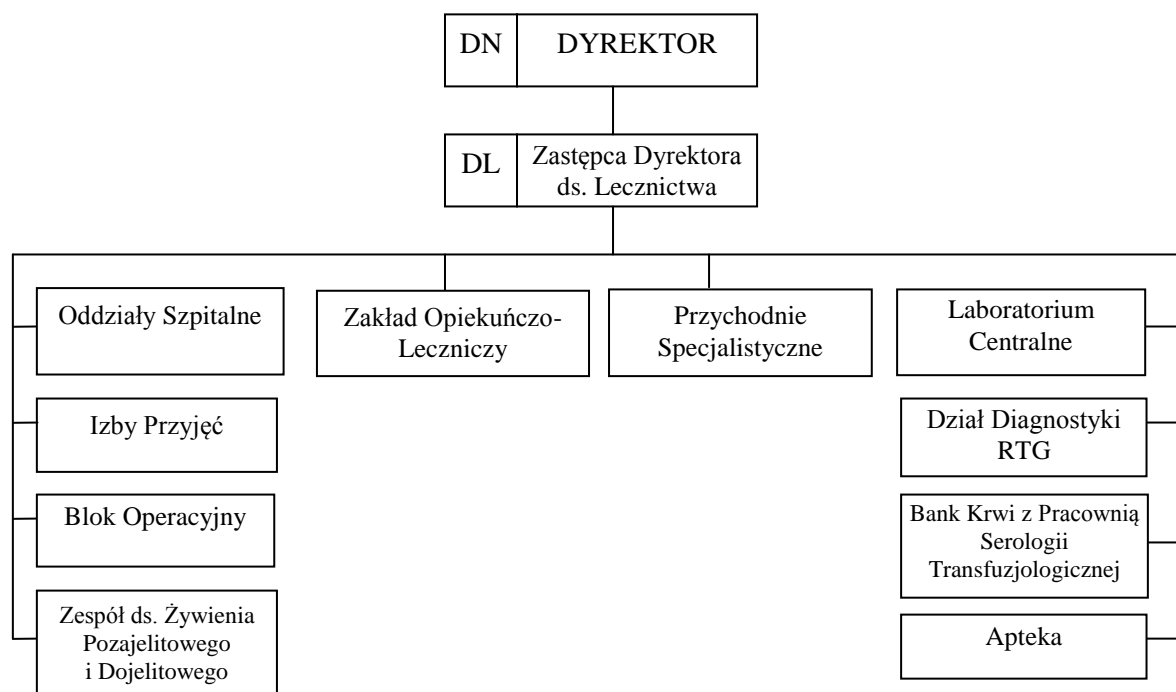 DN DYREKTOR
DL Zastępca Dyrektora
ds. Lecznictwa
Oddziały Szpitalne
Zakład Opiekuńczo-
Leczniczy
Przychodnie
Specjalistyczne
Laboratorium
Centralne
Izby Przyjęć
Dział Diagnostyki
RTG
Blok Operacyjny
Bank Krwi z Pracownią
Serologii
Transfuzjologicznej
Zespół ds. Żywienia
Pozajelitowego
i Dojelitowego
Apteka